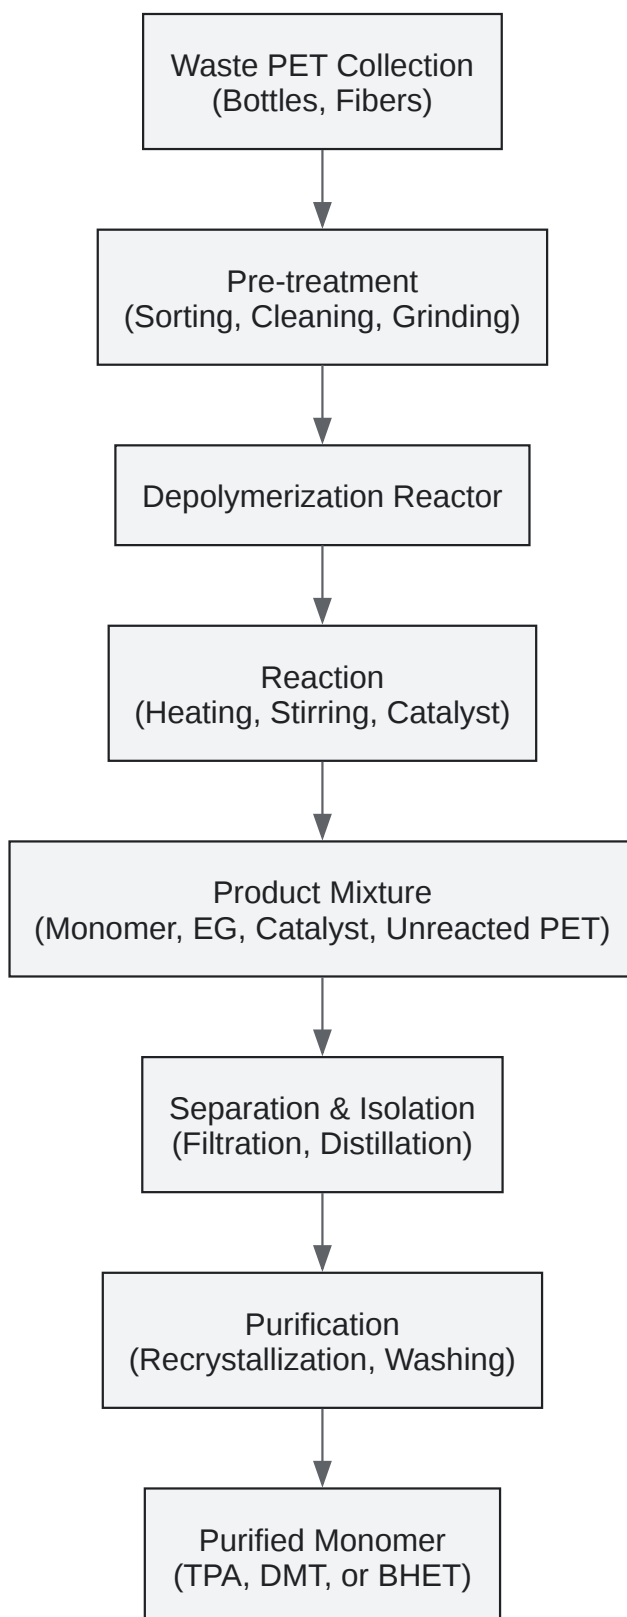 Waste PET Collection
(Bottles, Fibers)
Pre-treatment
(Sorting, Cleaning, Grinding)
Depolymerization Reactor
Reaction
(Heating, Stirring, Catalyst)
Product Mixture
(Monomer, EG, Catalyst, Unreacted PET)
Separation & Isolation
(Filtration, Distillation)
Purification
(Recrystallization, Washing)
Purified Monomer
(TPA, DMT, or BHET)